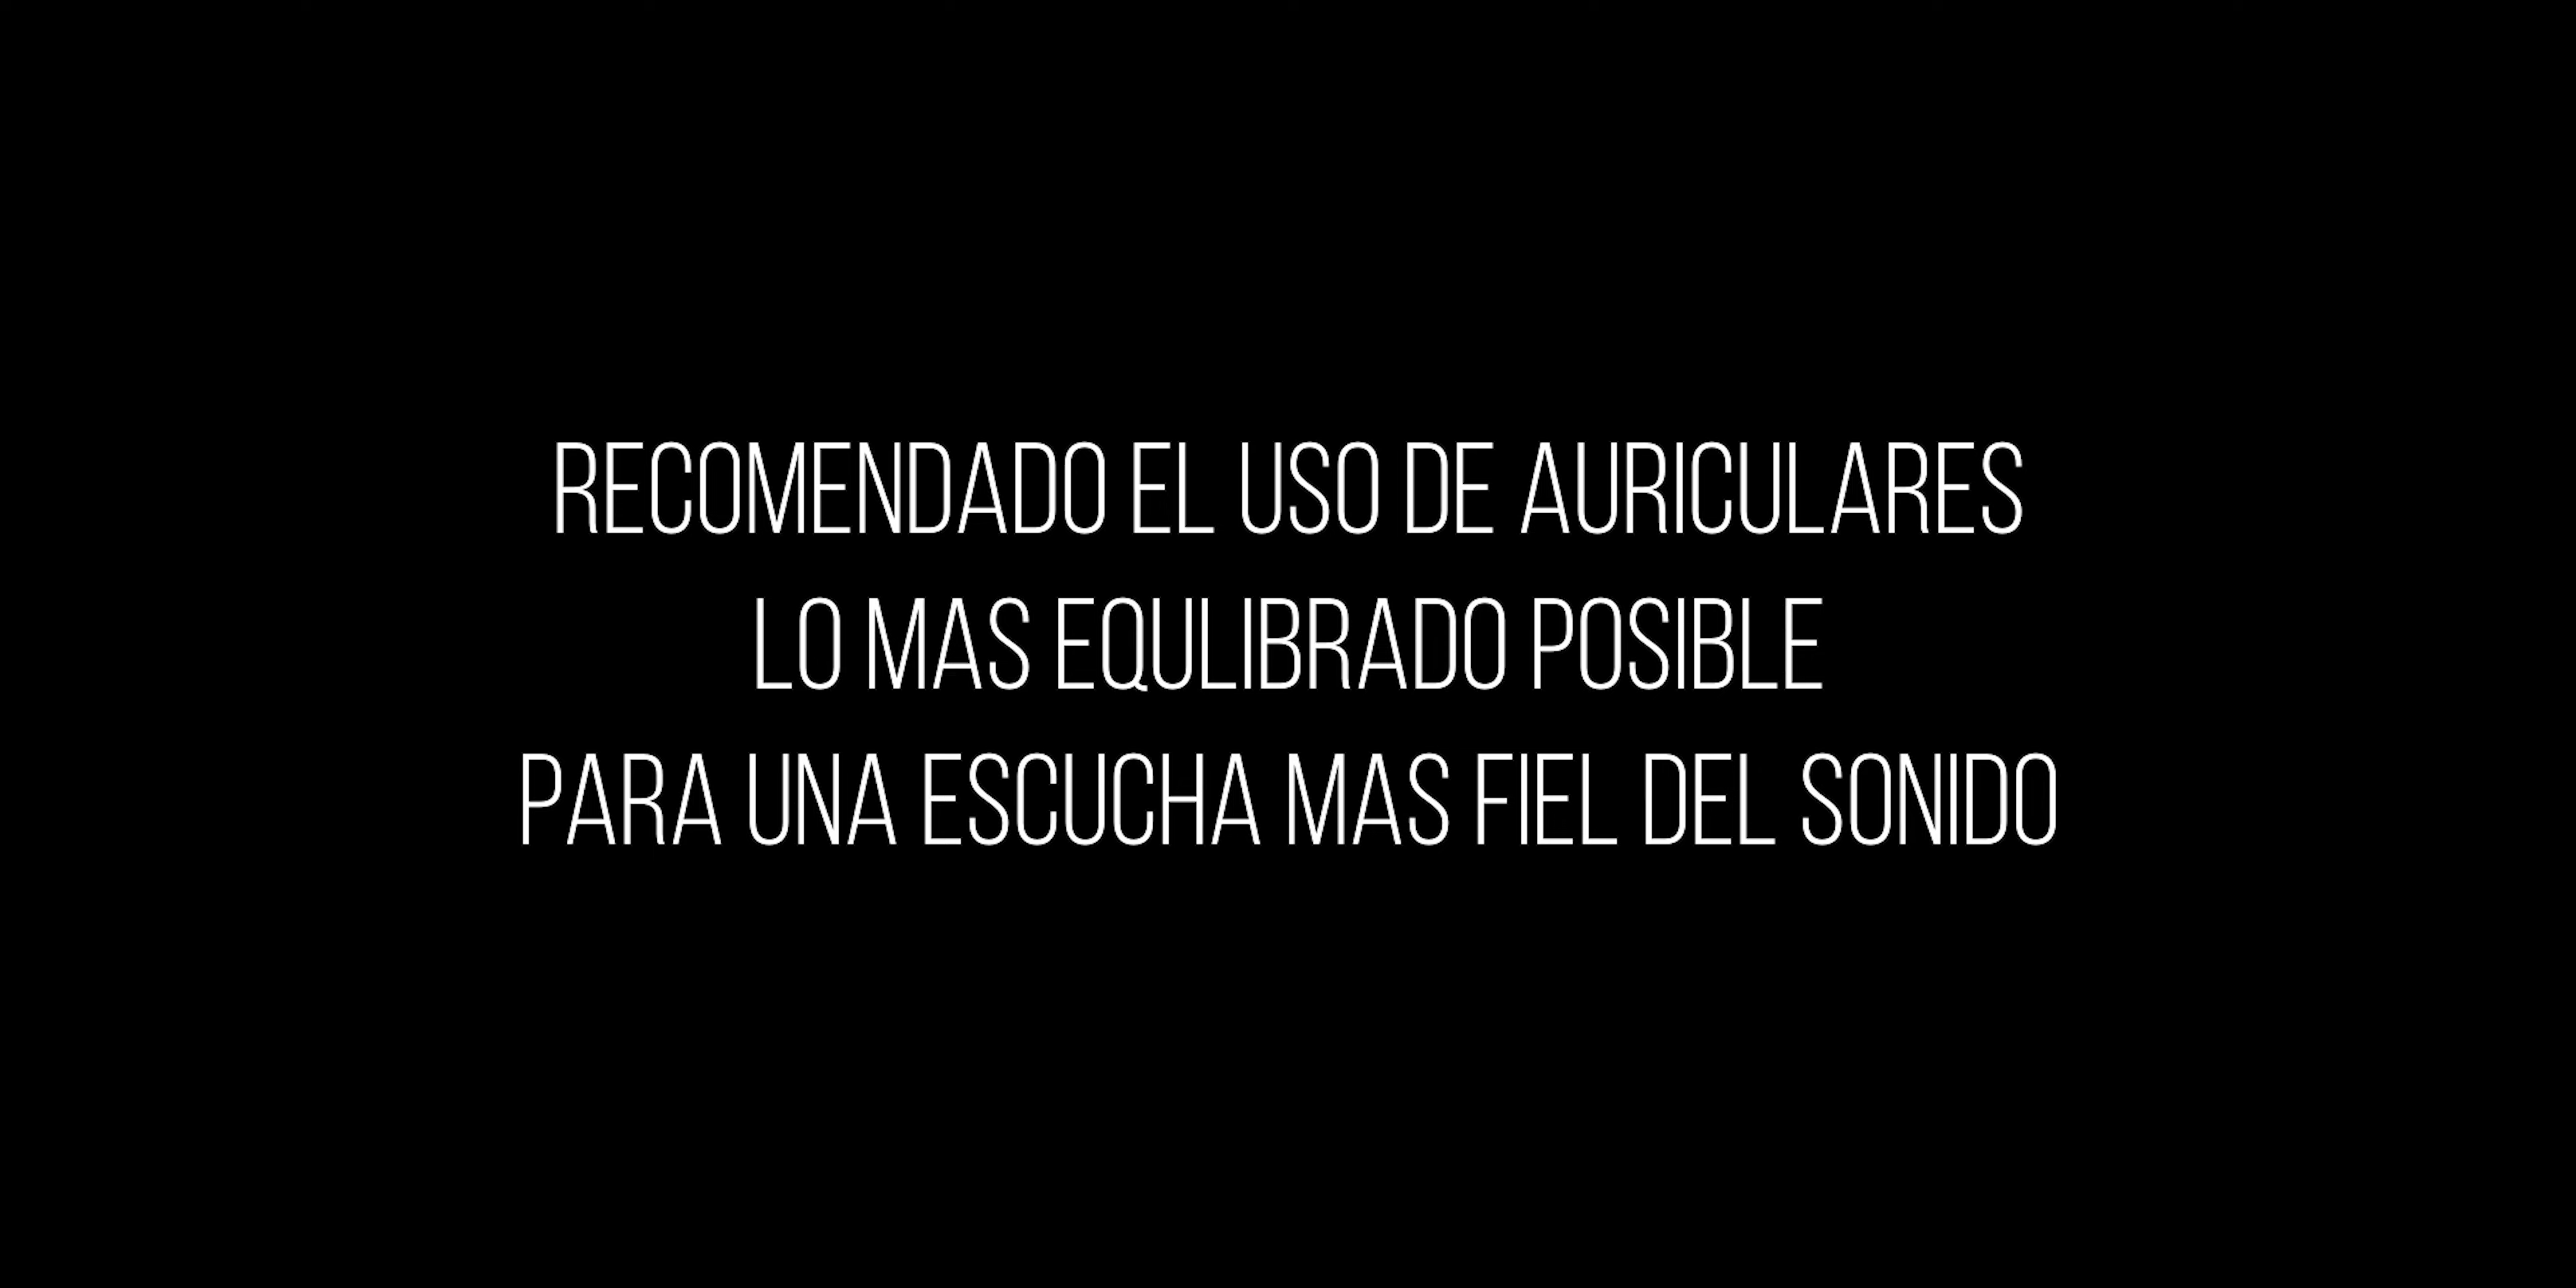 RECOMENDADO EL USO DE AURICULARES
LO MAS EQULIBRADO POSIBLE
PARA UNA ESCUCHA MAS FIEL DEL SONIDO